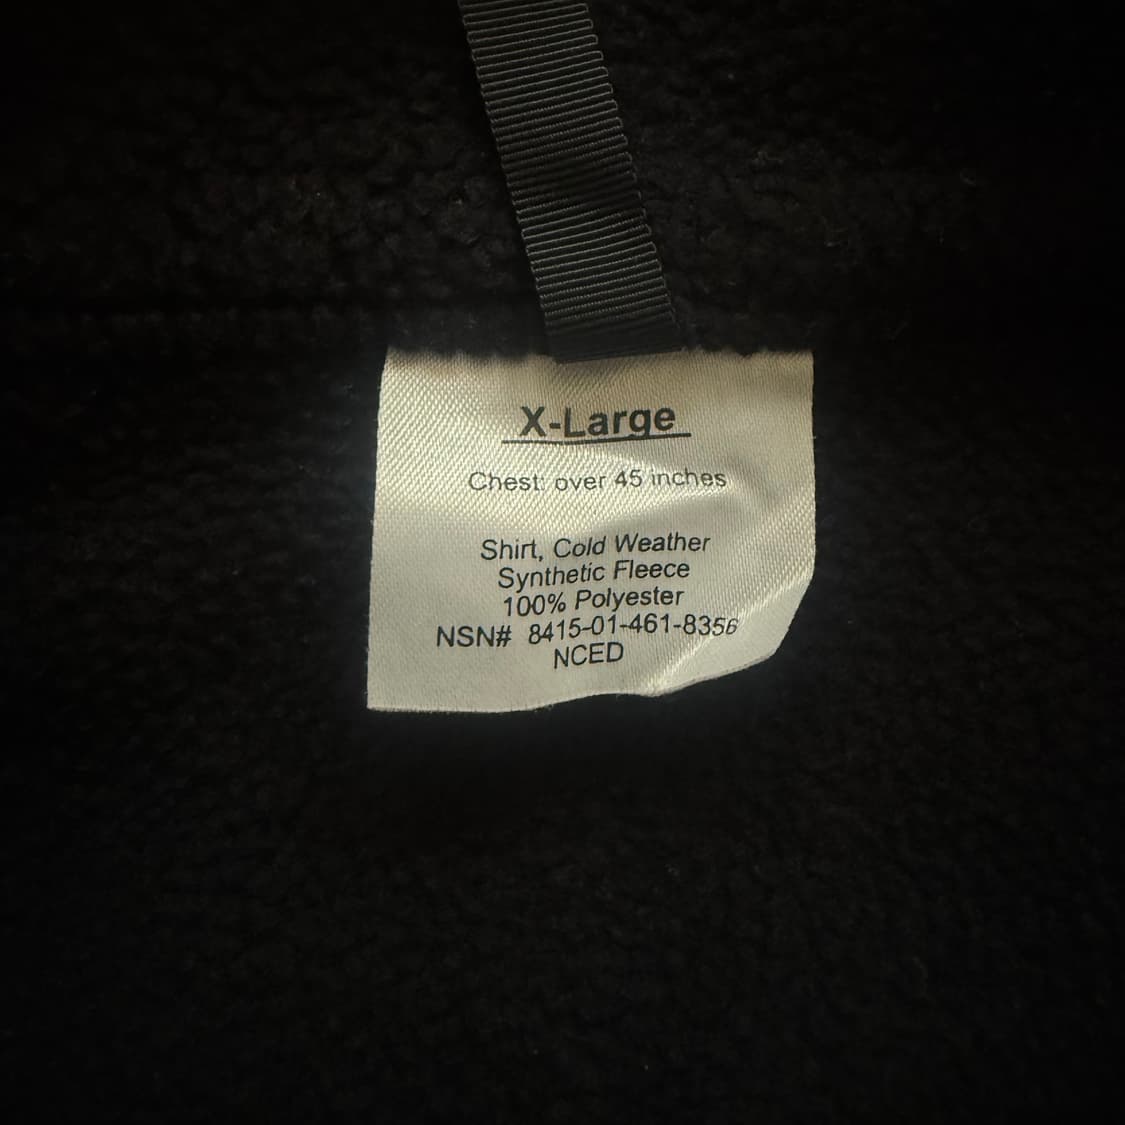 X-Large
Chest: over 45 inches
Shirt, Cold Weather
Synthetic Fleece
100% Polyester
NSN# 8415-01-461-8356
NCED